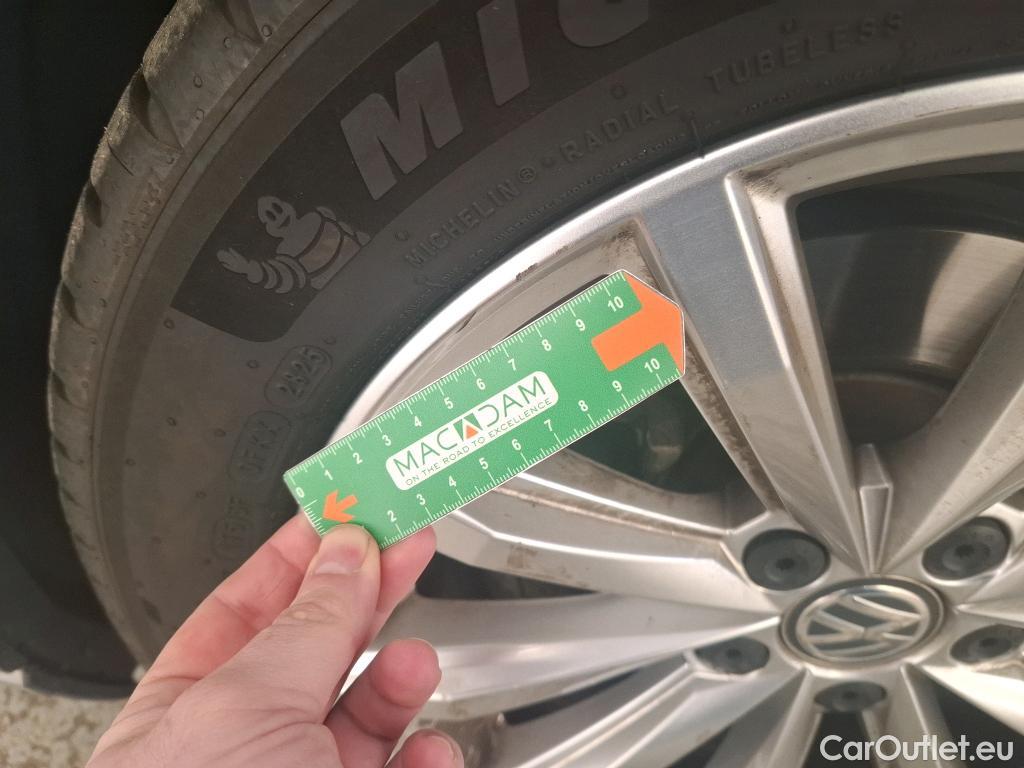 MIC
TUBELESS
MICHELIN® RADIAL
2825
0 1 2 3 4 5 6 7 8 9 10
MACADAM
ON THE ROAD TO EXCELLENCE
2 3 4 5 6 7 8 9 10
VW
CarOutlet.eu